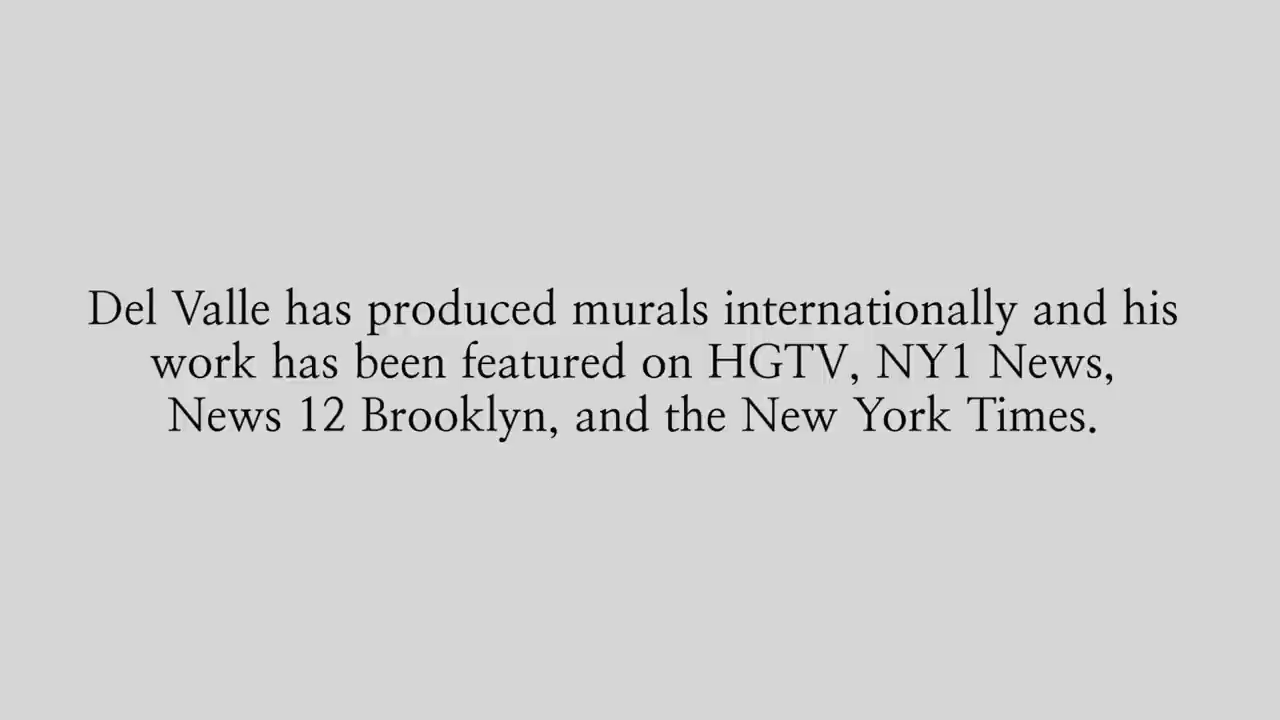 Del Valle has produced murals internationally and his
work has been featured on HGTV, NY1 News,
News 12 Brooklyn, and the New York Times.